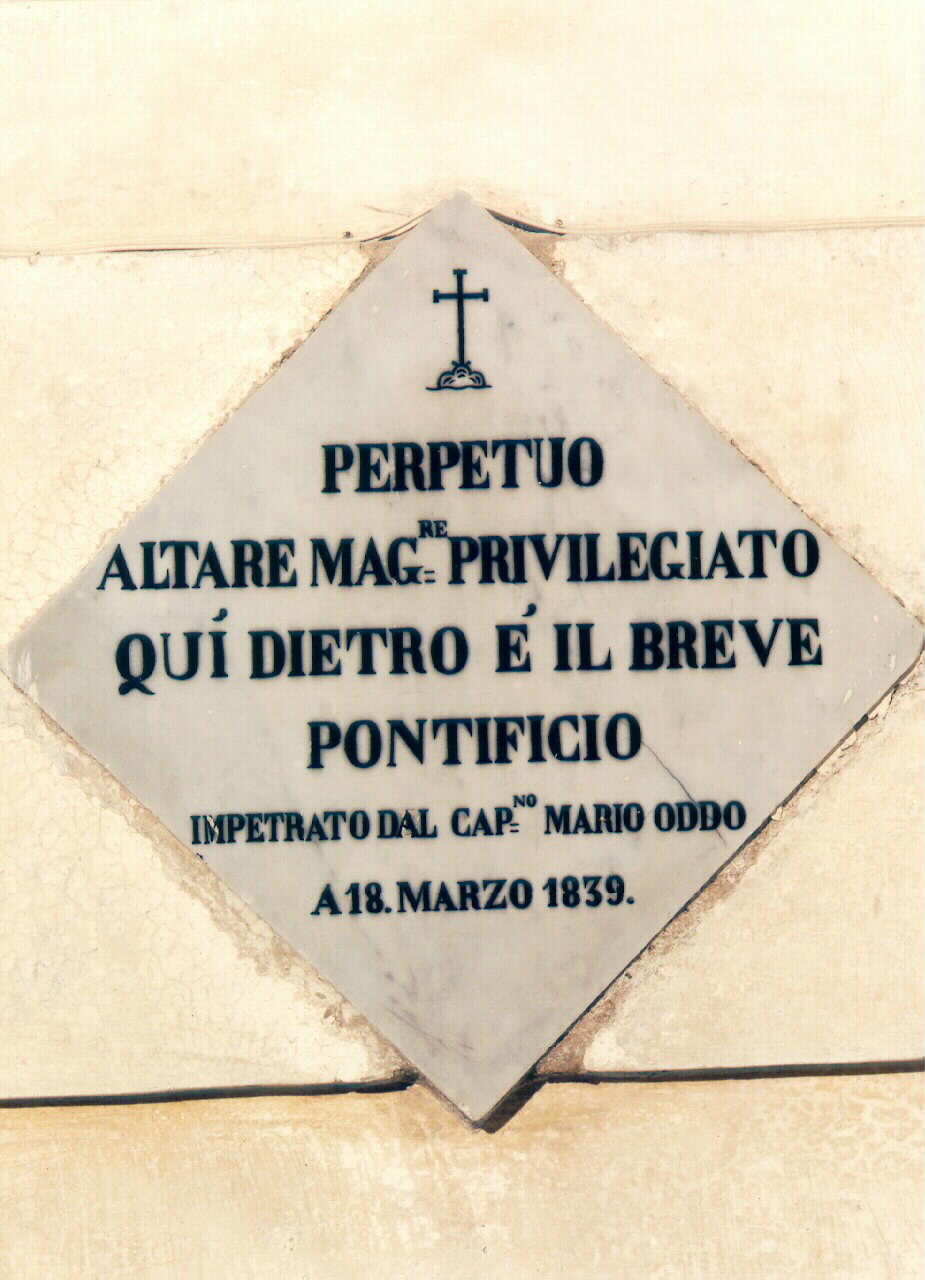 PERPETUO
ALTARE MAG.RE PRIVILEGIATO
QUÍ DIETRO É IL BREVE
PONTIFICIO
IMPETRATO DAL CAP.NO MARIO ODDO
A 18. MARZO 1839.